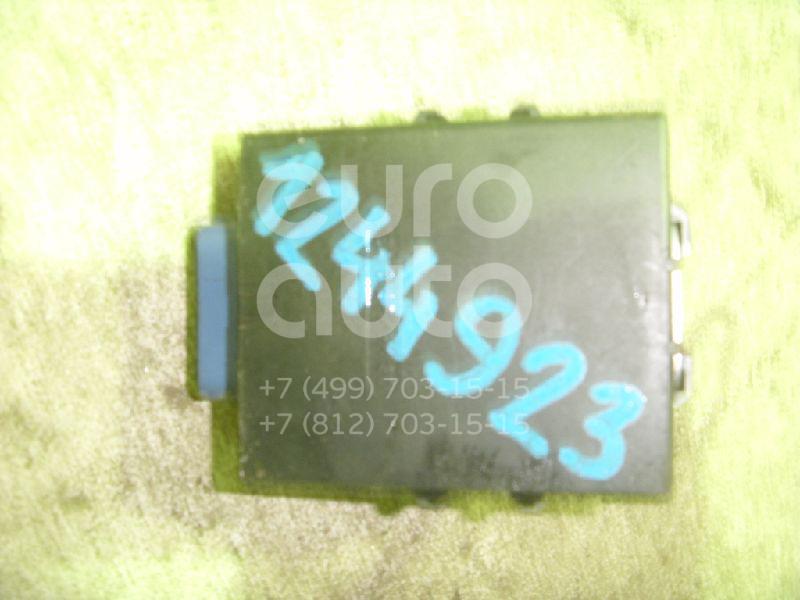 euro
auto
+7 (499) 703-15-15
+7 (812) 703-15-15
244923